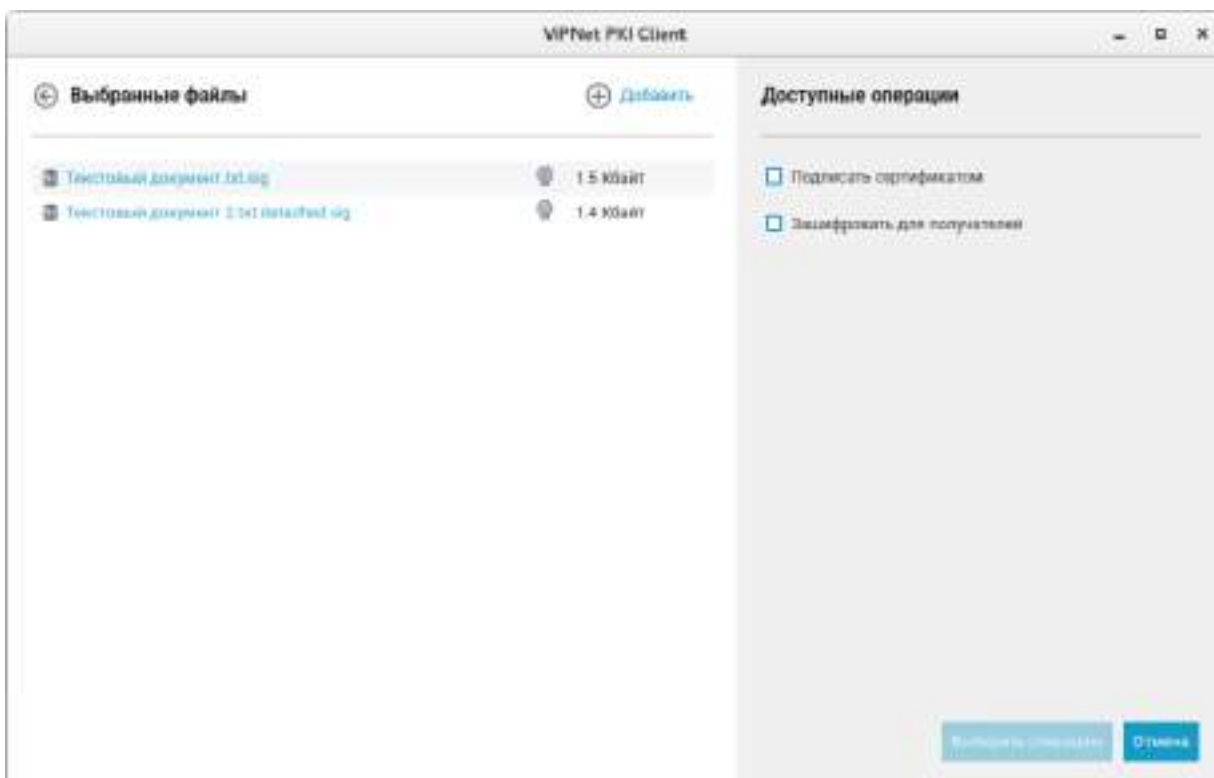 ViPNet PKI Client
Выбранные файлы
Добавить
Текстовый документ.txt.sig
1.5 Кбайт
Текстовый документ 2.txt.detached.sig
1.4 Кбайт
Доступные операции
Подписать сертификатом
Зашифровать для получателей
Отмена